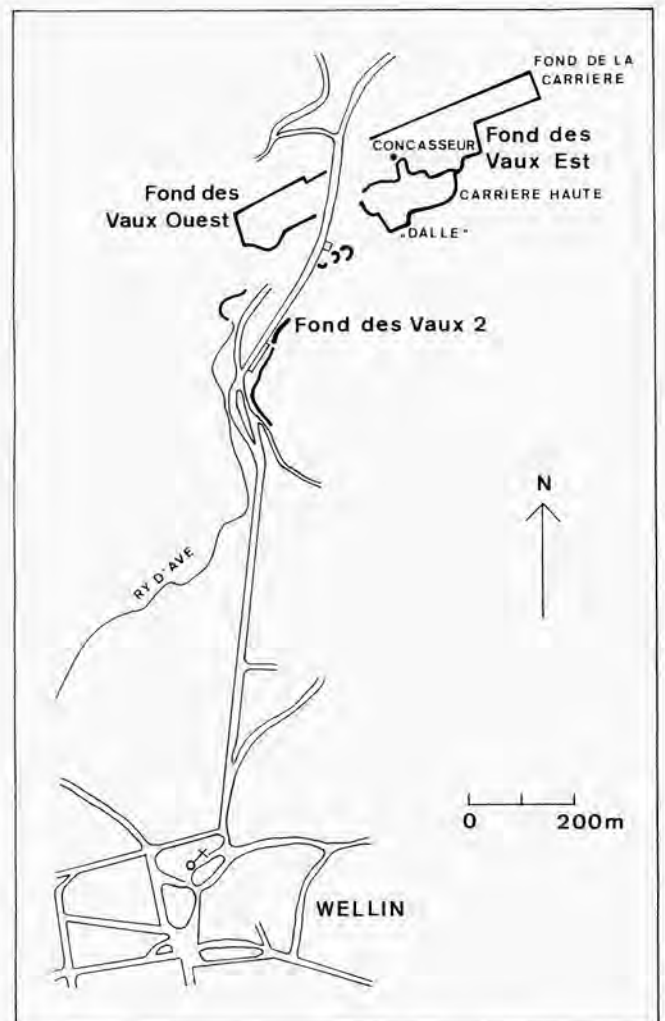 FOND DE LA
CARRIÈRE
CONCASSEUR
Fond des
Vaux Est
Fond des
Vaux Ouest
CARRIERE HAUTE
„DALLE"
Fond des Vaux 2
N
RY D'AVE
0 200m
WELLIN